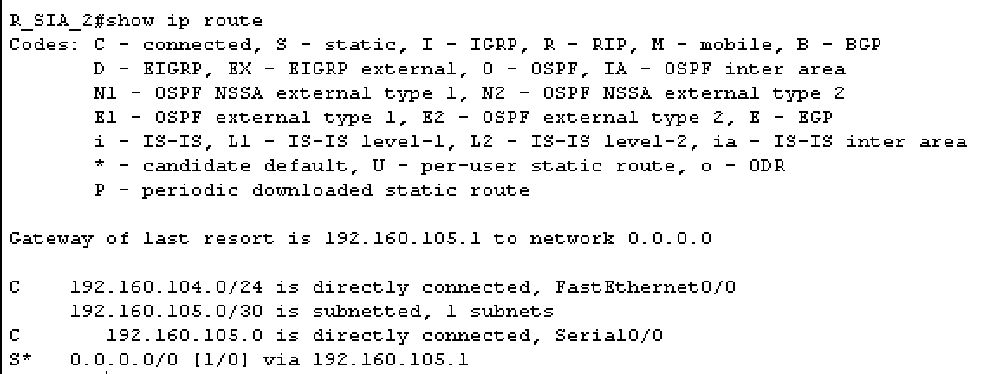 R_SIA_2#show ip route
Codes: C - connected, S - static, I - IGRP, R - RIP, M - mobile, B - BGP
       D - EIGRP, EX - EIGRP external, O - OSPF, IA - OSPF inter area
       N1 - OSPF NSSA external type 1, N2 - OSPF NSSA external type 2
       E1 - OSPF external type 1, E2 - OSPF external type 2, E - EGP
       i - IS-IS, L1 - IS-IS level-1, L2 - IS-IS level-2, ia - IS-IS inter area
       * - candidate default, U - per-user static route, o - ODR
       P - periodic downloaded static route

Gateway of last resort is 192.160.105.1 to network 0.0.0.0

C    192.160.104.0/24 is directly connected, FastEthernet0/0
     192.160.105.0/30 is subnetted, 1 subnets
C       192.160.105.0 is directly connected, Serial0/0
S*   0.0.0.0/0 [1/0] via 192.160.105.1